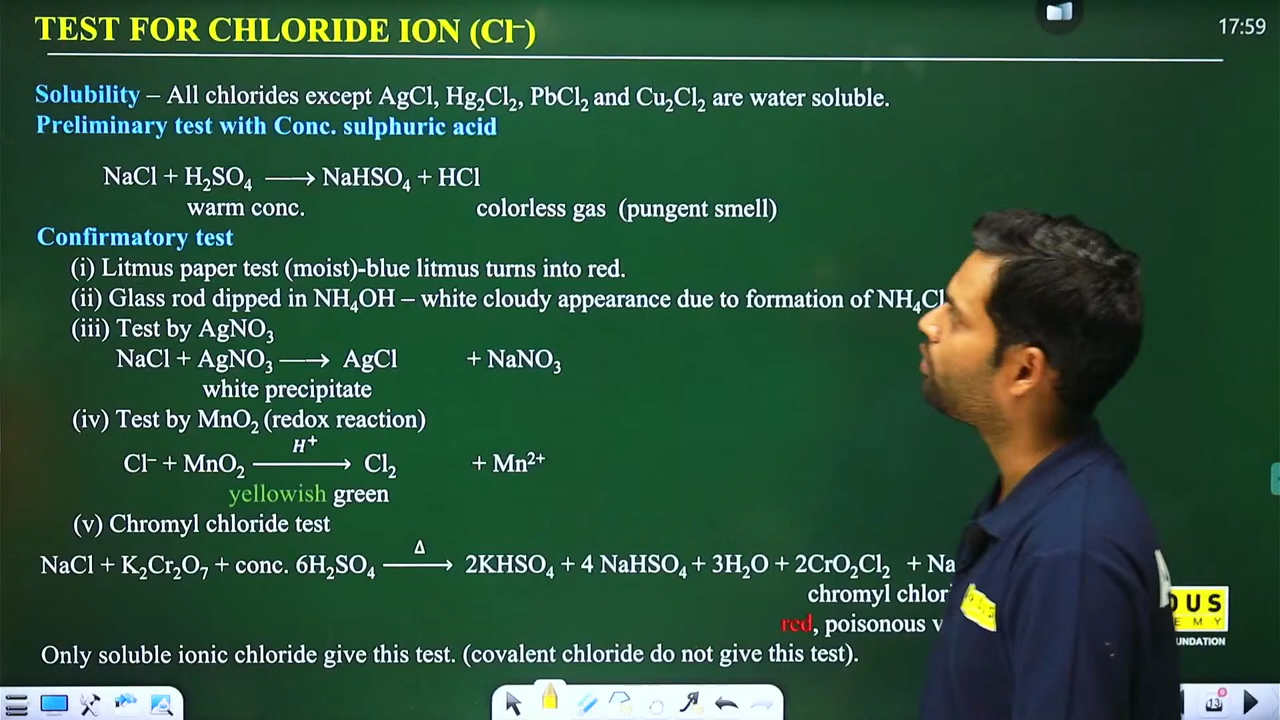 TEST FOR CHLORIDE ION (Cl⁻)
17:59
Solubility – All chlorides except AgCl, Hg₂Cl₂, PbCl₂ and Cu₂Cl₂ are water soluble.
Preliminary test with Conc. sulphuric acid
NaCl + H₂SO₄ ⟶ NaHSO₄ + HCl
warm conc. colorless gas (pungent smell)
Confirmatory test
(i) Litmus paper test (moist)-blue litmus turns into red.
(ii) Glass rod dipped in NH₄OH – white cloudy appearance due to formation of NH₄Cl
(iii) Test by AgNO₃
NaCl + AgNO₃ ⟶ AgCl + NaNO₃
white precipitate
(iv) Test by MnO₂ (redox reaction)
H⁺
Cl⁻ + MnO₂ ⟶ Cl₂ + Mn²⁺
yellowish green
(v) Chromyl chloride test
Δ
NaCl + K₂Cr₂O₇ + conc. 6H₂SO₄ ⟶ 2KHSO₄ + 4 NaHSO₄ + 3H₂O + 2CrO₂Cl₂ + Na
chromyl chlor
red, poisonous v
Only soluble ionic chloride give this test. (covalent chloride do not give this test).
DUS
EMY
UNDATION
13